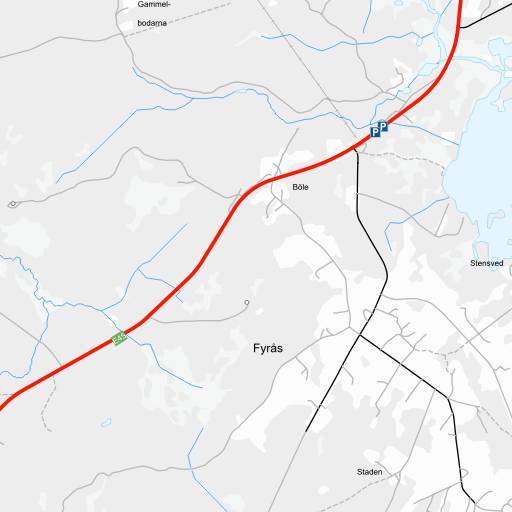 Gammel-
bodarna
P
P
Böle
Stensved
E45
Fyrås
Staden